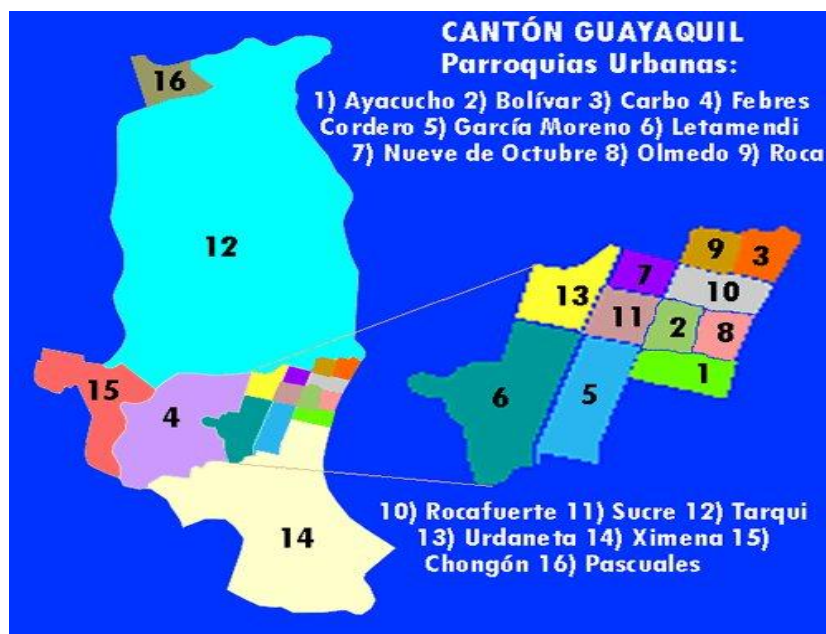 CANTÓN GUAYAQUIL
Parroquias Urbanas:
1) Ayacucho 2) Bolívar 3) Carbo 4) Febres
Cordero 5) García Moreno 6) Letamendi
7) Nueve de Octubre 8) Olmedo 9) Roca
16
12
15
4
14
9
3
7
10
13
11
2
8
1
6
5
10) Rocafuerte 11) Sucre 12) Tarqui
13) Urdaneta 14) Ximena 15)
Chongón 16) Pascuales